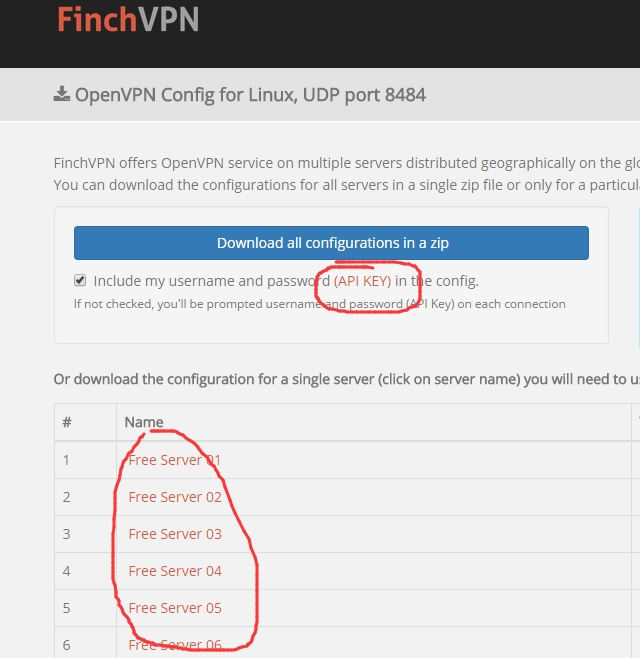 FinchVPN
OpenVPN Config for Linux, UDP port 8484
FinchVPN offers OpenVPN service on multiple servers distributed geographically on the
You can download the configurations for all servers in a single zip file or only for a
Download all configurations in a zip
Include my username and password (API KEY) in the config.
If not checked, you'll be prompted username and password (API Key) on each connection
Or download the configuration for a single server (click on server name) you will need to
# Name
1 Free Server 01
2 Free Server 02
3 Free Server 03
4 Free Server 04
5 Free Server 05
6 Free Server 06